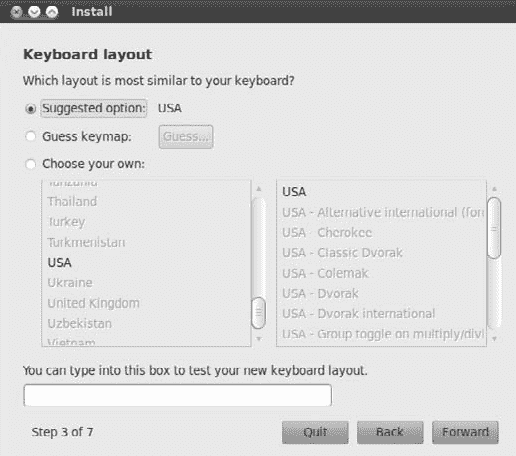 Install
Keyboard layout
Which layout is most similar to your keyboard?
Suggested option: USA
Guess keymap: Guess...
Choose your own:
Tanzania
Thailand
Turkey
Turkmenistan
USA
Ukraine
United Kingdom
Uzbekistan
Vietnam
USA
USA - Alternative international (for
USA - Cherokee
USA - Classic Dvorak
USA - Colemak
USA - Dvorak
USA - Dvorak international
USA - Group toggle on multiply/divi
You can type into this box to test your new keyboard layout.
Step 3 of 7
Quit Back Forward